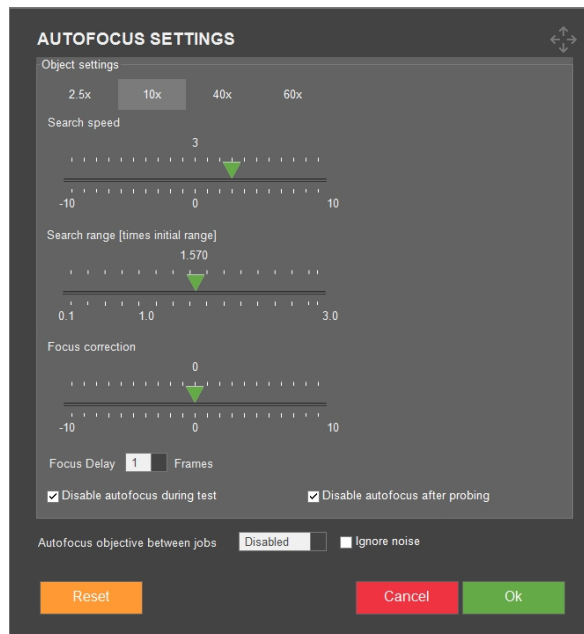 AUTOFOCUS SETTINGS
Object settings
2.5x 10x 40x 60x
Search speed
3
-10 0 10
Search range [times initial range]
1.570
0.1 1.0 3.0
Focus correction
0
-10 0 10
Focus Delay 1 Frames
Disable autofocus during test Disable autofocus after probing
Autofocus objective between jobs Disabled Ignore noise
Reset Cancel Ok